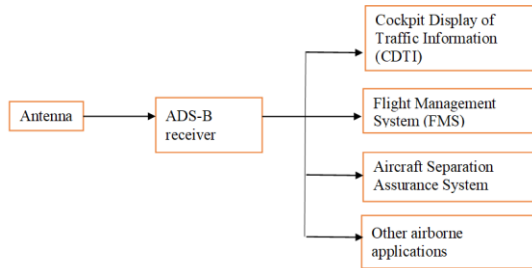 Antenna
ADS-B
receiver
Cockpit Display of
Traffic Information
(CDTI)
Flight Management
System (FMS)
Aircraft Separation
Assurance System
Other airborne
applications